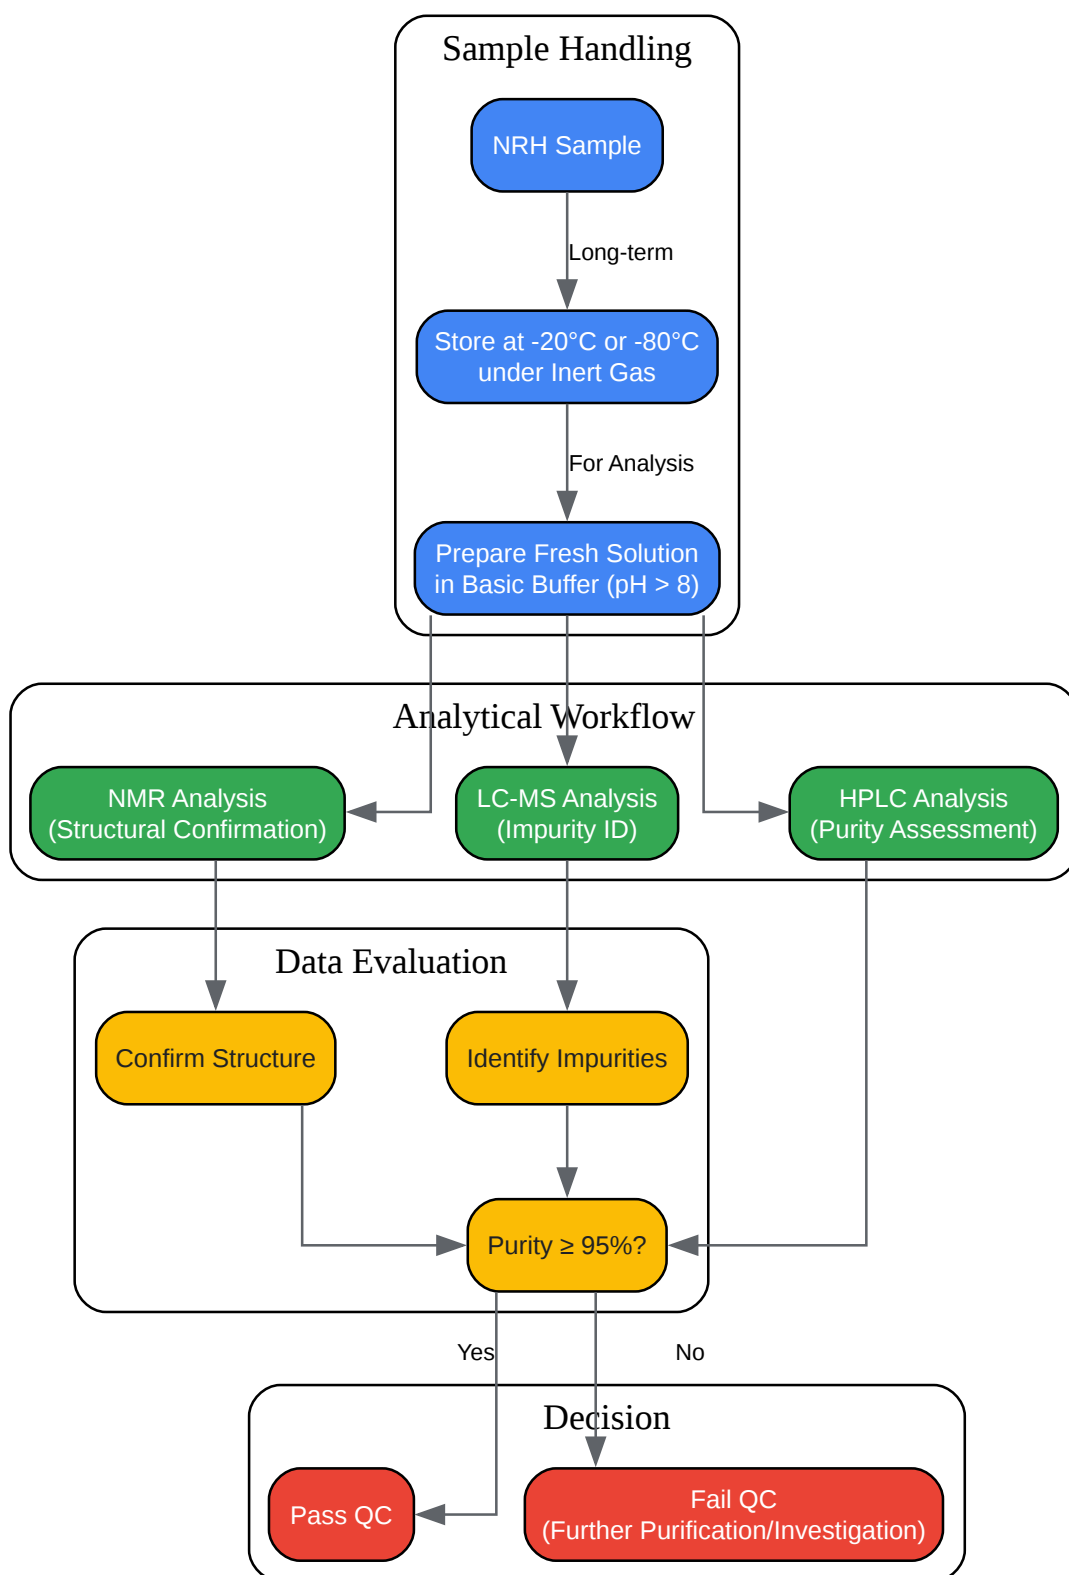 Sample Handling
NRH Sample
Long-term
Store at -20°C or -80°C
under Inert Gas
For Analysis
Prepare Fresh Solution
in Basic Buffer (pH > 8)
Analytical Workflow
NMR Analysis
(Structural Confirmation)
LC-MS Analysis
(Impurity ID)
HPLC Analysis
(Purity Assessment)
Data Evaluation
Confirm Structure
Identify Impurities
Purity ≥ 95%?
Yes
No
Decision
Pass QC
Fail QC
(Further Purification/Investigation)